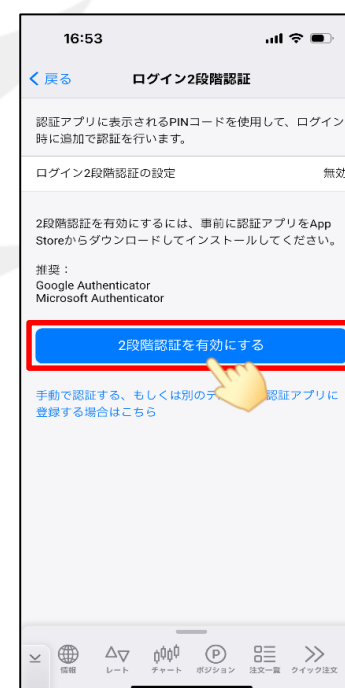 16:53
戻る ログイン2段階認証
認証アプリに表示されるPINコードを使用して、ログイン
時に追加で認証を行います。
ログイン2段階認証の設定 無効
2段階認証を有効にするには、事前に認証アプリをApp
Storeからダウンロードしてインストールしてください。
推奨：
Google Authenticator
Microsoft Authenticator
2段階認証を有効にする
手動で認証する、もしくは別のデ 認証アプリに
登録する場合はこちら
情報 レート チャート ポジション 注文一覧 クイック注文